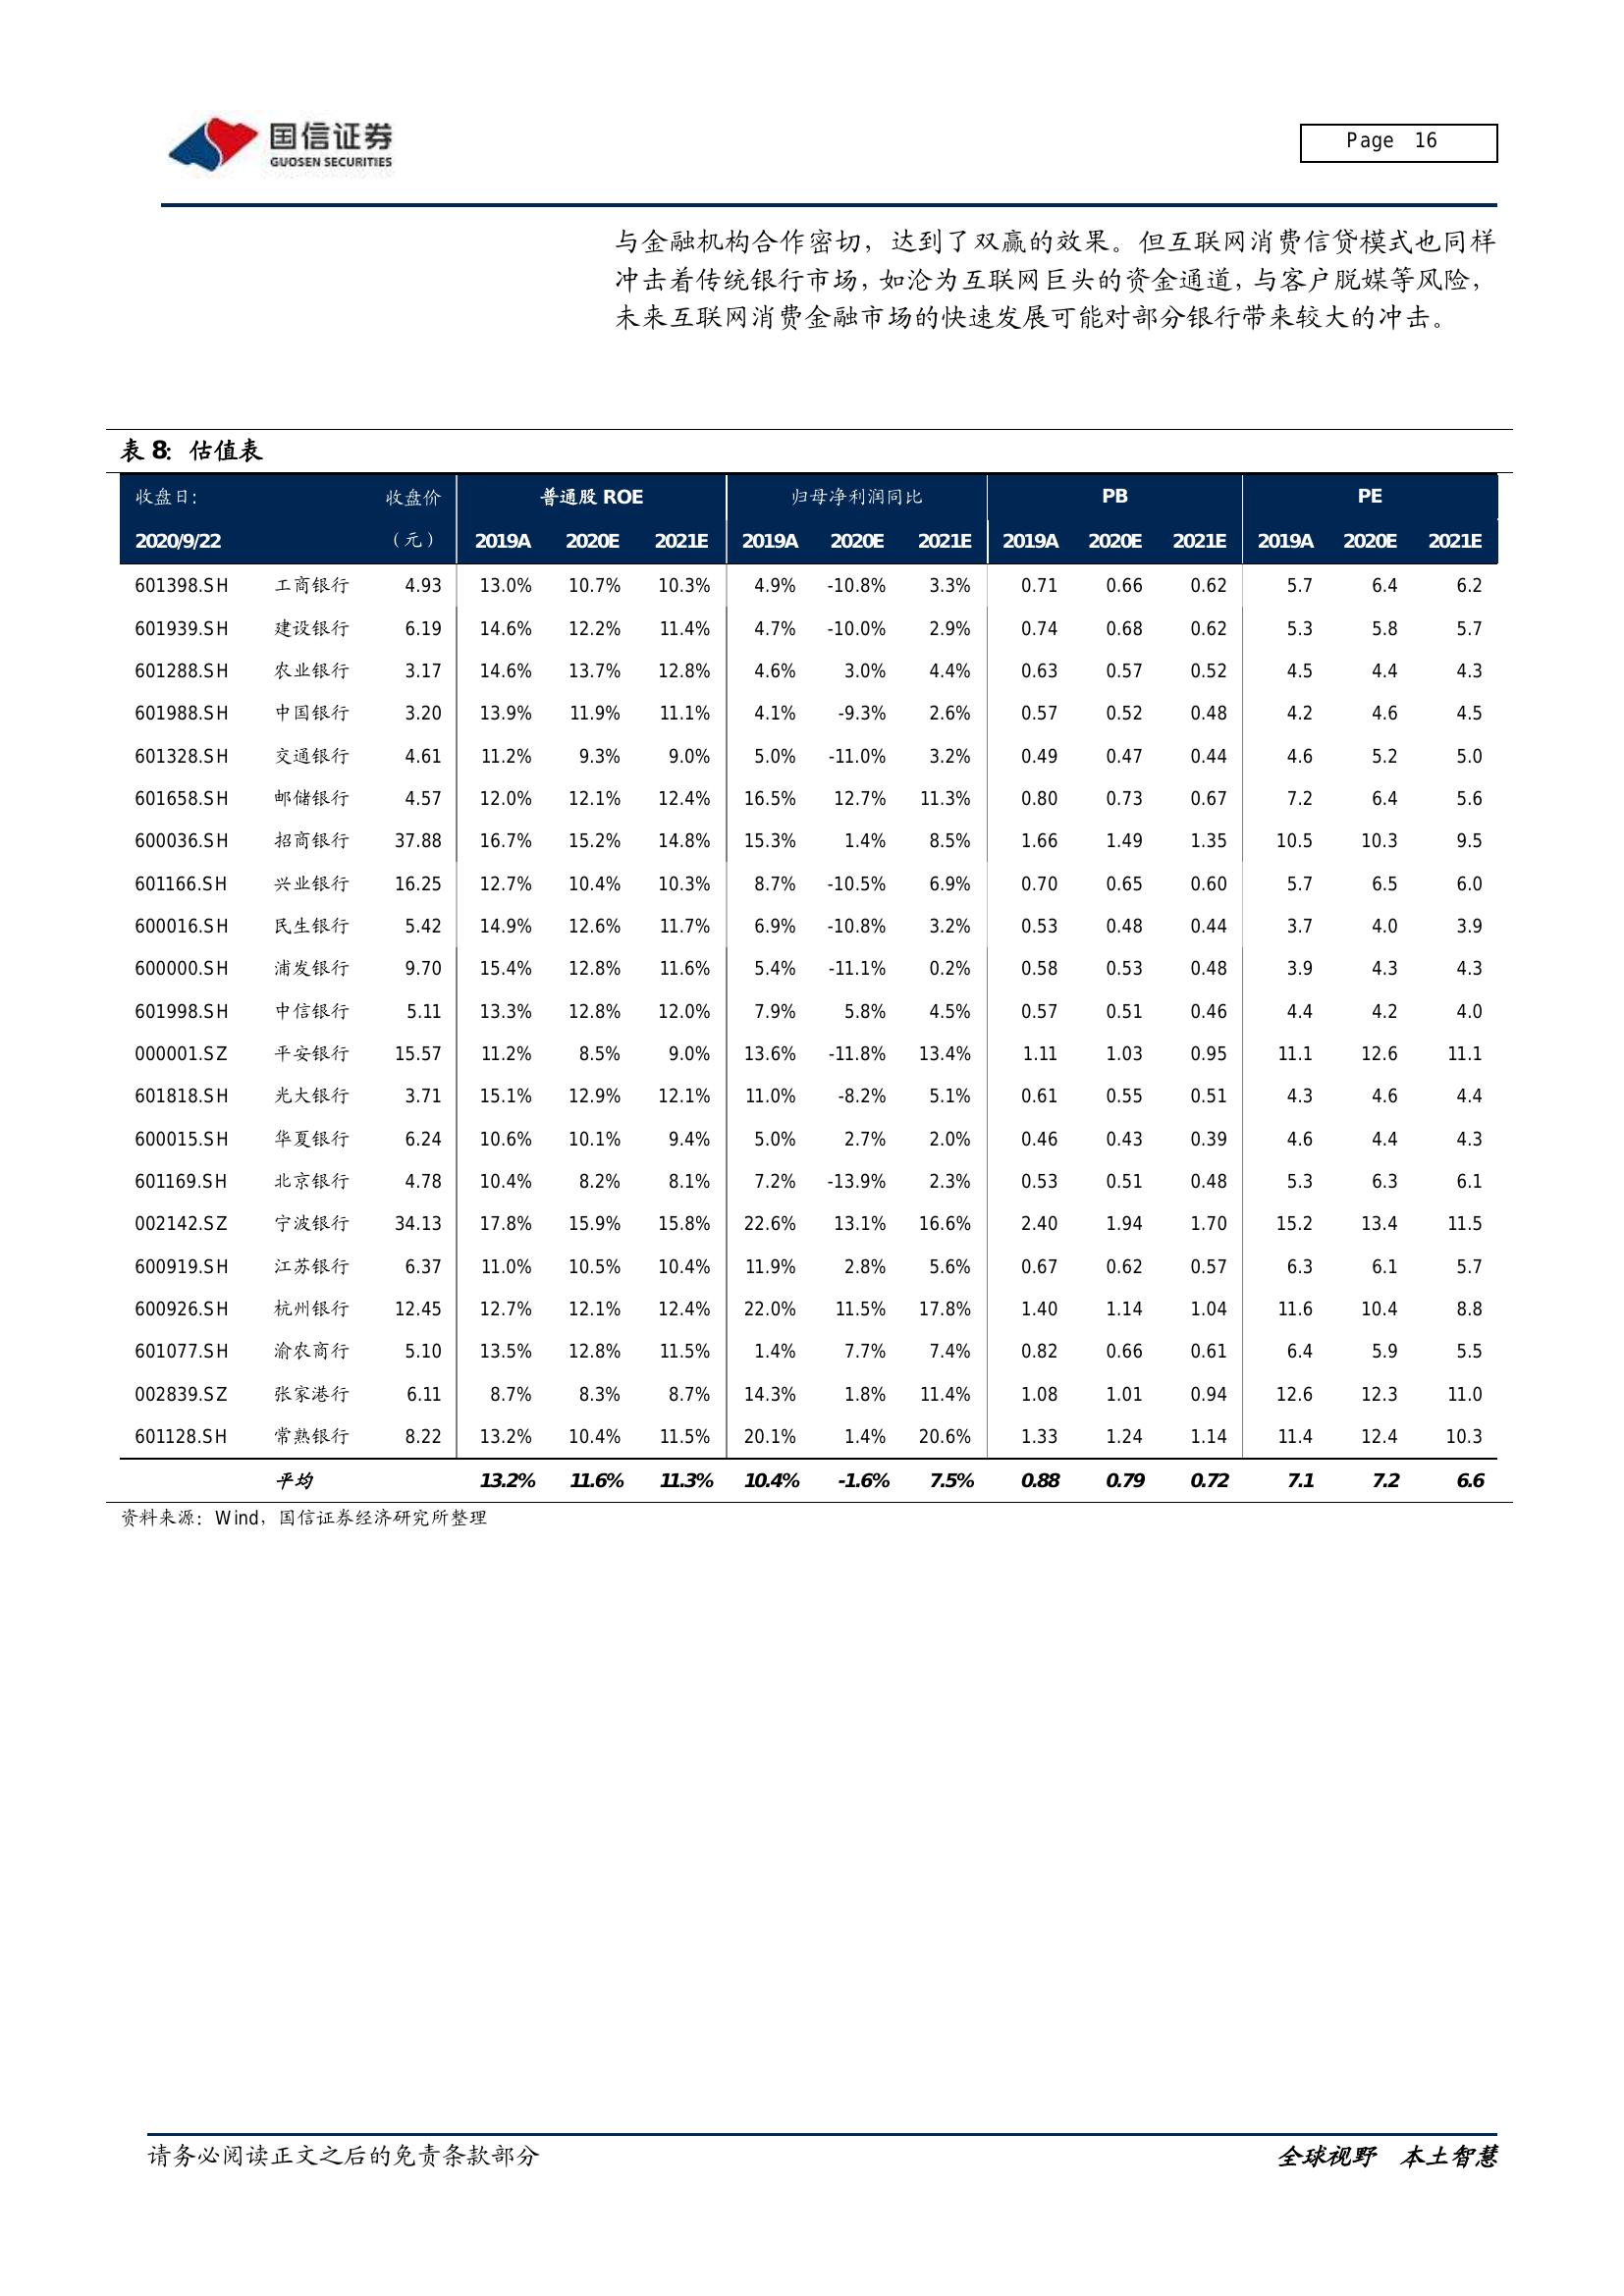 国信证券
GUOSEN SECURITIES
Page 16
与金融机构合作密切，达到了双赢的效果。但互联网消费信贷模式也同样
冲击着传统银行市场，如沦为互联网巨头的资金通道，与客户脱媒等风险，
未来互联网消费金融市场的快速发展可能对部分银行带来较大的冲击。
表 8：估值表
收盘日： 收盘价 普通股 ROE 归母净利润同比 PB PE
2020/9/22 （元） 2019A 2020E 2021E 2019A 2020E 2021E 2019A 2020E 2021E 2019A 2020E 2021E
601398.SH 工商银行 4.93 13.0% 10.7% 10.3% 4.9% -10.8% 3.3% 0.71 0.66 0.62 5.7 6.4 6.2
601939.SH 建设银行 6.19 14.6% 12.2% 11.4% 4.7% -10.0% 2.9% 0.74 0.68 0.62 5.3 5.8 5.7
601288.SH 农业银行 3.17 14.6% 13.7% 12.8% 4.6% 3.0% 4.4% 0.63 0.57 0.52 4.5 4.4 4.3
601988.SH 中国银行 3.20 13.9% 11.9% 11.1% 4.1% -9.3% 2.6% 0.57 0.52 0.48 4.2 4.6 4.5
601328.SH 交通银行 4.61 11.2% 9.3% 9.0% 5.0% -11.0% 3.2% 0.49 0.47 0.44 4.6 5.2 5.0
601658.SH 邮储银行 4.57 12.0% 12.1% 12.4% 16.5% 12.7% 11.3% 0.80 0.73 0.67 7.2 6.4 5.6
600036.SH 招商银行 37.88 16.7% 15.2% 14.8% 15.3% 1.4% 8.5% 1.66 1.49 1.35 10.5 10.3 9.5
601166.SH 兴业银行 16.25 12.7% 10.4% 10.3% 8.7% -10.5% 6.9% 0.70 0.65 0.60 5.7 6.5 6.0
600016.SH 民生银行 5.42 14.9% 12.6% 11.7% 6.9% -10.8% 3.2% 0.53 0.48 0.44 3.7 4.0 3.9
600000.SH 浦发银行 9.70 15.4% 12.8% 11.6% 5.4% -11.1% 0.2% 0.58 0.53 0.48 3.9 4.3 4.3
601998.SH 中信银行 5.11 13.3% 12.8% 12.0% 7.9% 5.8% 4.5% 0.57 0.51 0.46 4.4 4.2 4.0
000001.SZ 平安银行 15.57 11.2% 8.5% 9.0% 13.6% -11.8% 13.4% 1.11 1.03 0.95 11.1 12.6 11.1
601818.SH 光大银行 3.71 15.1% 12.9% 12.1% 11.0% -8.2% 5.1% 0.61 0.55 0.51 4.3 4.6 4.4
600015.SH 华夏银行 6.24 10.6% 10.1% 9.4% 5.0% 2.7% 2.0% 0.46 0.43 0.39 4.6 4.4 4.3
601169.SH 北京银行 4.78 10.4% 8.2% 8.1% 7.2% -13.9% 2.3% 0.53 0.51 0.48 5.3 6.3 6.1
002142.SZ 宁波银行 34.13 17.8% 15.9% 15.8% 22.6% 13.1% 16.6% 2.40 1.94 1.70 15.2 13.4 11.5
600919.SH 江苏银行 6.37 11.0% 10.5% 10.4% 11.9% 2.8% 5.6% 0.67 0.62 0.57 6.3 6.1 5.7
600926.SH 杭州银行 12.45 12.7% 12.1% 12.4% 22.0% 11.5% 17.8% 1.40 1.14 1.04 11.6 10.4 8.8
601077.SH 渝农商行 5.10 13.5% 12.8% 11.5% 1.4% 7.7% 7.4% 0.82 0.66 0.61 6.4 5.9 5.5
002839.SZ 张家港行 6.11 8.7% 8.3% 8.7% 14.3% 1.8% 11.4% 1.08 1.01 0.94 12.6 12.3 11.0
601128.SH 常熟银行 8.22 13.2% 10.4% 11.5% 20.1% 1.4% 20.6% 1.33 1.24 1.14 11.4 12.4 10.3
平均 13.2% 11.6% 11.3% 10.4% -1.6% 7.5% 0.88 0.79 0.72 7.1 7.2 6.6
资料来源：Wind，国信证券经济研究所整理
请务必阅读正文之后的免责条款部分 全球视野 本土智慧